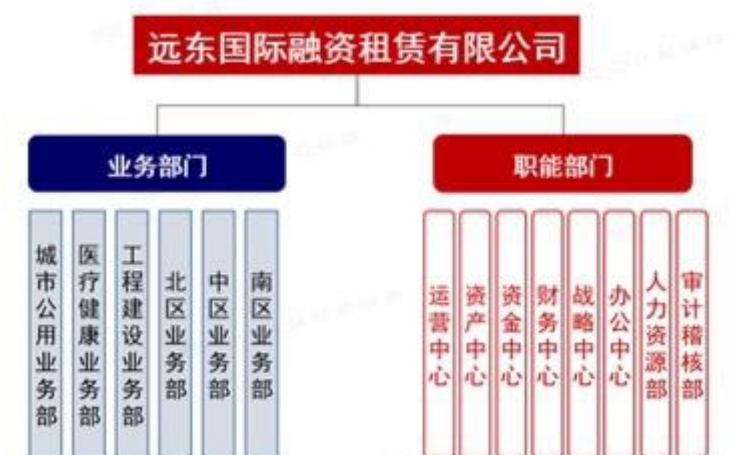 远东国际融资租赁有限公司
业务部门
职能部门
城市公用业务部
医疗健康业务部
工程建设业务部
北区业务部
中区业务部
南区业务部
运营中心
资产中心
资金中心
财务中心
战略中心
办公中心
人力资源部
审计稽核部